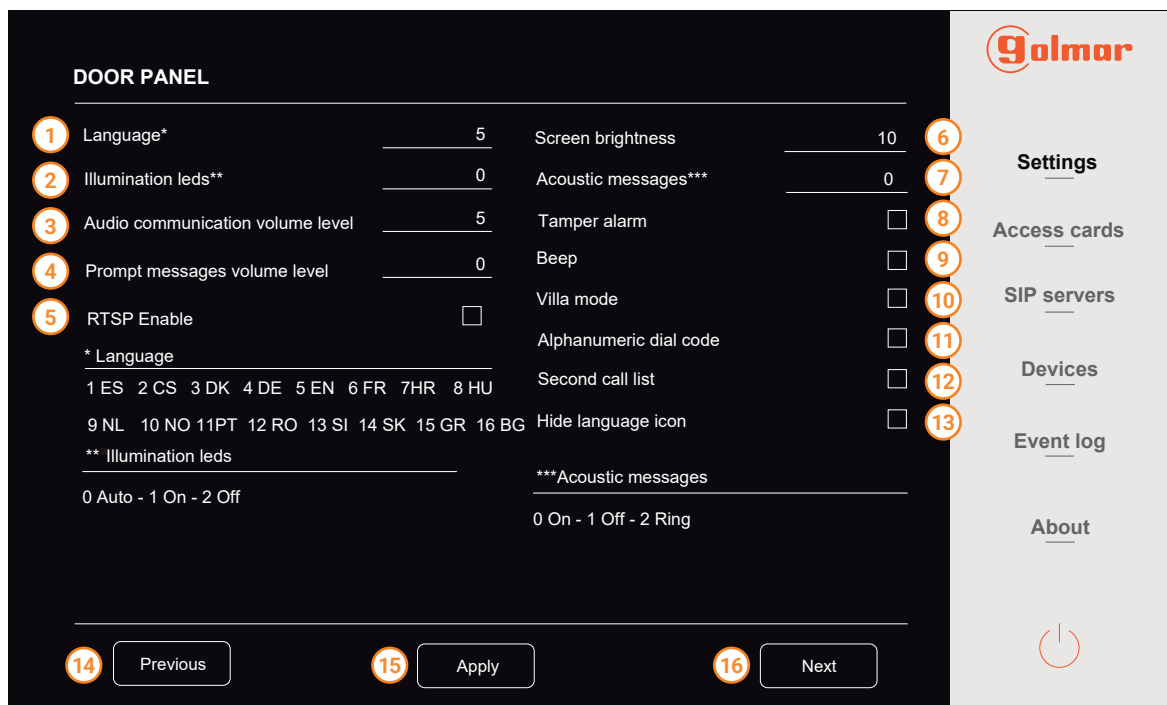 DOOR PANEL
1 Language* 5
2 Illumination leds** 0
3 Audio communication volume level 5
4 Prompt messages volume level 0
5 RTSP Enable
* Language
1 ES 2 CS 3 DK 4 DE 5 EN 6 FR 7HR 8 HU
9 NL 10 NO 11PT 12 RO 13 SI 14 SK 15 GR 16 BG
** Illumination leds
0 Auto - 1 On - 2 Off
Screen brightness 10 6
Acoustic messages*** 0 7
Tamper alarm 8
Beep 9
Villa mode 10
Alphanumeric dial code 11
Second call list 12
Hide language icon 13
***Acoustic messages
0 On - 1 Off - 2 Ring
14 Previous
15 Apply
16 Next
golmar
Settings
Access cards
SIP servers
Devices
Event log
About